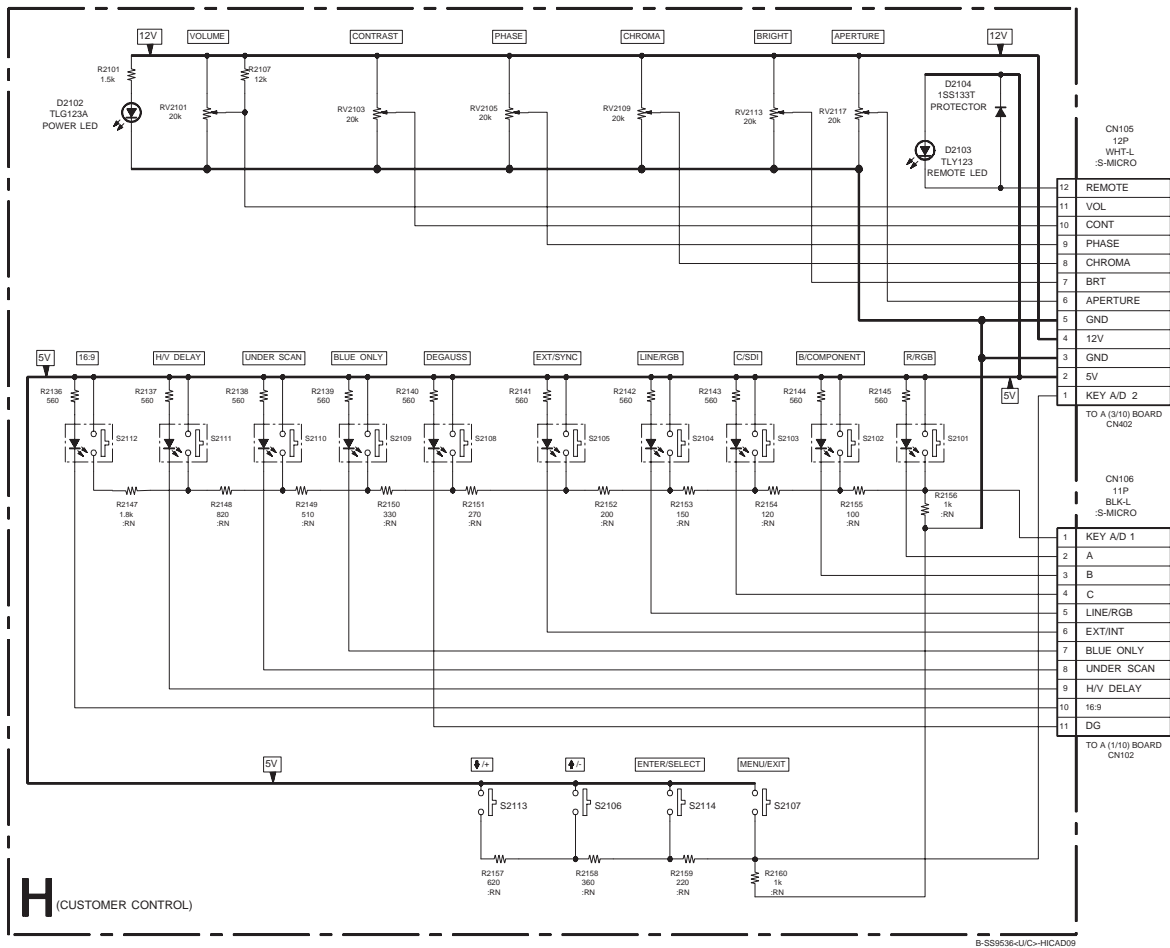 12V
VOLUME
CONTRAST
PHASE
CHROMA
BRIGHT
APERTURE
12V
R2101
1.5k
R2107
12k
D2102
TLG123A
POWER LED
RV2101
20k
RV2103
20k
RV2105
20k
RV2109
20k
RV2113
20k
RV2117
20k
D2104
1SS133T
PROTECTOR
D2103
TLY123
REMOTE LED
CN105
12P
WHT-L
:S-MICRO
12 REMOTE
11 VOL
10 CONT
9 PHASE
8 CHROMA
7 BRT
6 APERTURE
5 GND
4 12V
3 GND
2 5V
1 KEY A/D 2
TO A (3/10) BOARD
CN402
5V
16:9
H/V DELAY
UNDER SCAN
BLUE ONLY
DEGAUSS
EXT/SYNC
LINE/RGB
C/SDI
B/COMPONENT
R/RGB
5V
R2136
560
R2137
560
R2138
560
R2139
560
R2140
560
R2141
560
R2142
560
R2143
560
R2144
560
R2145
560
S2112
S2111
S2110
S2109
S2108
S2105
S2104
S2103
S2102
S2101
R2147
1.8k
:RN
R2148
820
:RN
R2149
510
:RN
R2150
330
:RN
R2151
270
:RN
R2152
200
:RN
R2153
150
:RN
R2154
120
:RN
R2155
100
:RN
R2156
1k
:RN
CN106
11P
BLK-L
:S-MICRO
1 KEY A/D 1
2 A
3 B
4 C
5 LINE/RGB
6 EXT/INT
7 BLUE ONLY
8 UNDER SCAN
9 H/V DELAY
10 16:9
11 DG
TO A (1/10) BOARD
CN102
5V
/+
/-
ENTER/SELECT
MENU/EXIT
S2113
S2106
S2114
S2107
R2157
620
:RN
R2158
360
:RN
R2159
220
:RN
R2160
1k
:RN
H (CUSTOMER CONTROL)
B-SS9536<U/C>-HICAD09